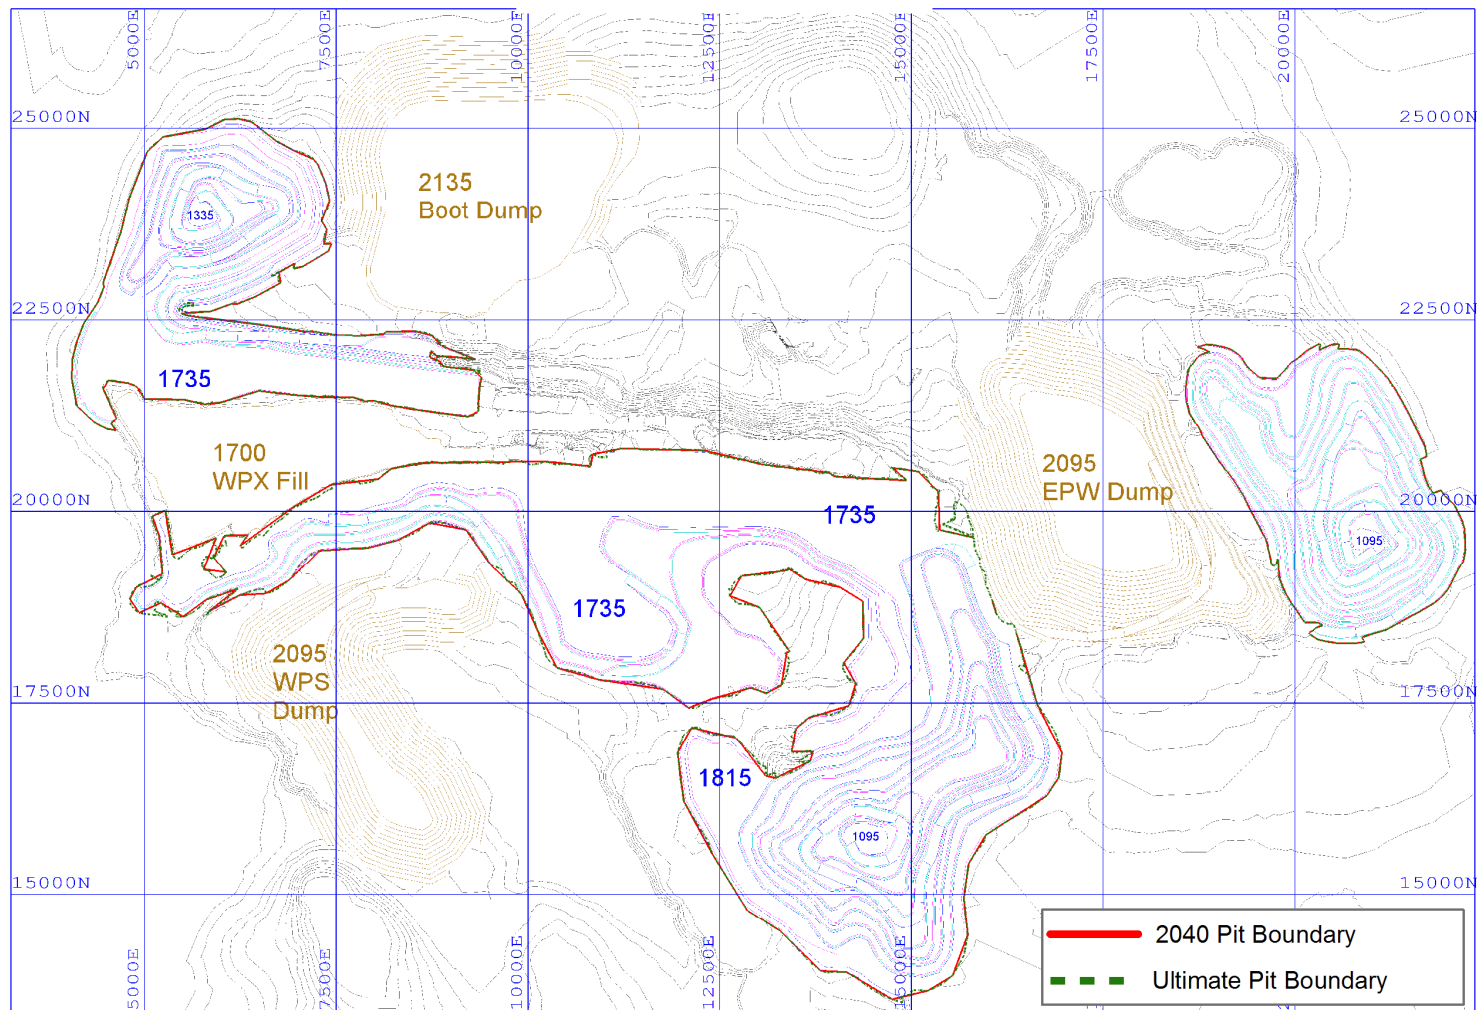 5000E
7500E
10000E
12500E
15000E
17500E
20000E
25000N
25000N
2135
Boot Dump
1335
22500N
22500N
1735
1700
WPX Fill
2095
EPW Dump
20000N
20000N
1735
1095
1735
2095
WPS
Dump
17500N
17500N
1815
1095
15000N
15000N
5000E
7500E
10000E
12500E
15000E
2040 Pit Boundary
Ultimate Pit Boundary